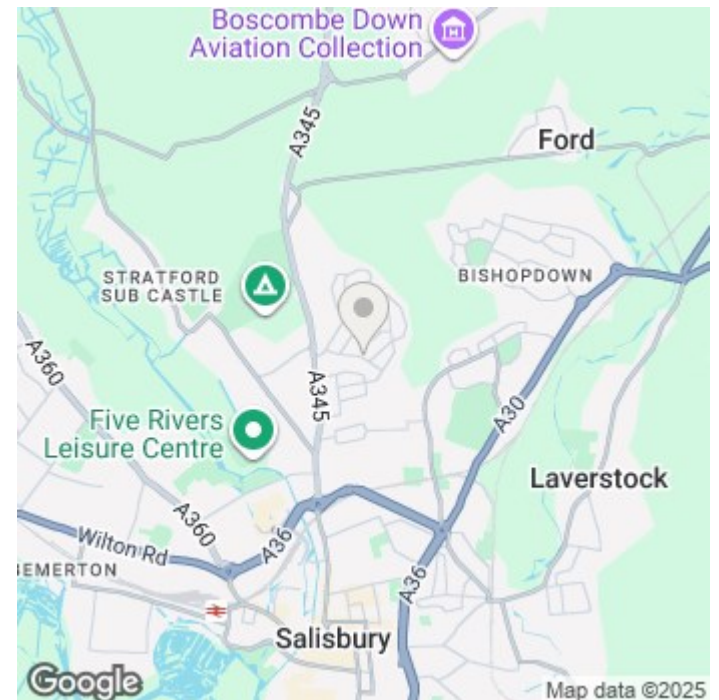 Boscombe Down
Aviation Collection
A345
Ford
STRATFORD
SUB CASTLE
BISHOPDOWN
A360
A345
A30
Five Rivers
Leisure Centre
Laverstock
A360
Wilton Rd
A36
BEMERTON
A36
Salisbury
Google
Map data ©2025